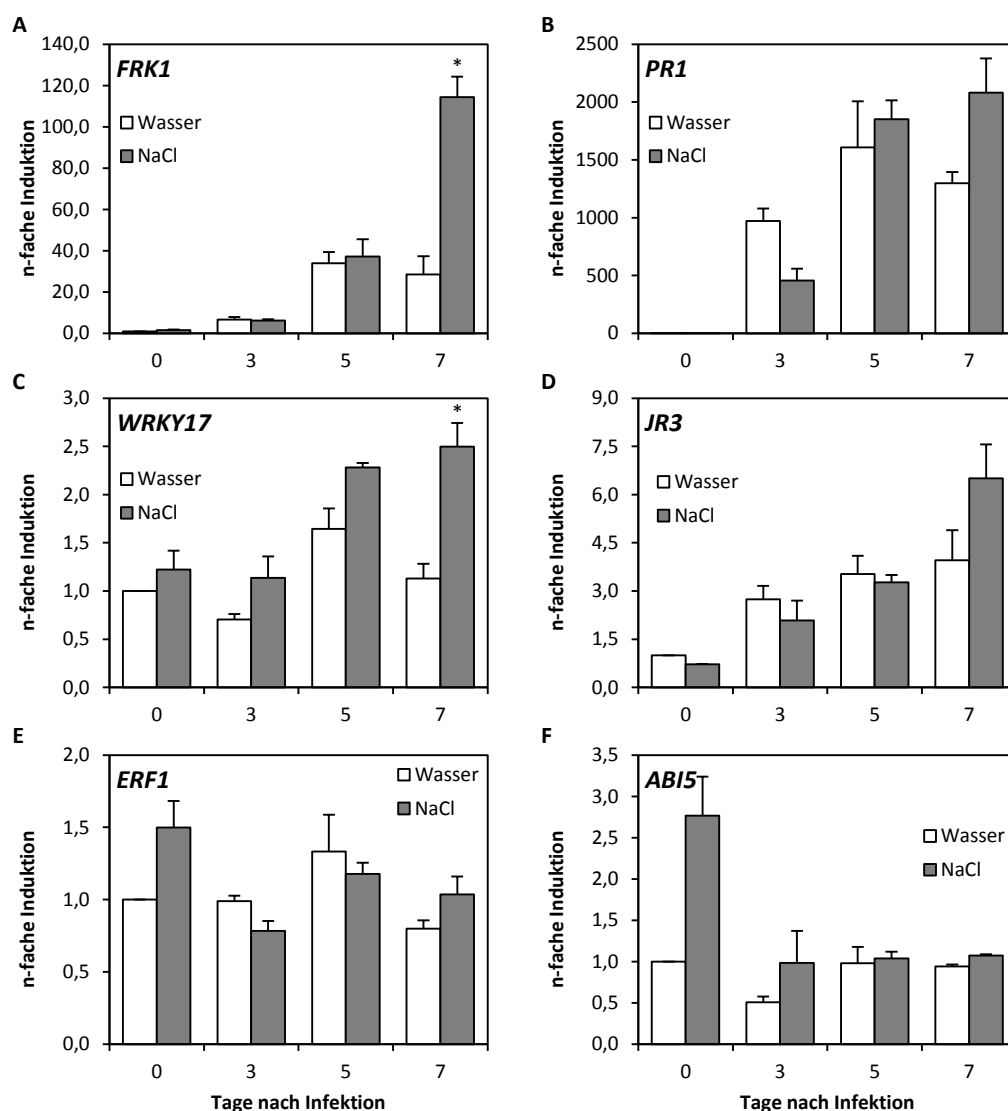 A
n-fache Induktion
140,0
120,0
100,0
80,0
60,0
40,0
20,0
0,0
FRK1
Wasser
NaCl
*
0 3 5 7
B
n-fache Induktion
2500
2000
1500
1000
500
0
PR1
Wasser
NaCl
0 3 5 7
C
n-fache Induktion
3,0
2,5
2,0
1,5
1,0
0,5
0,0
WRKY17
Wasser
NaCl
*
0 3 5 7
D
n-fache Induktion
9,0
7,5
6,0
4,5
3,0
1,5
0,0
JR3
Wasser
NaCl
0 3 5 7
E
n-fache Induktion
2,0
1,5
1,0
0,5
0,0
ERF1
Wasser
NaCl
0 3 5 7
Tage nach Infektion
F
n-fache Induktion
3,5
3,0
2,5
2,0
1,5
1,0
0,5
0,0
ABI5
Wasser
NaCl
0 3 5 7
Tage nach Infektion